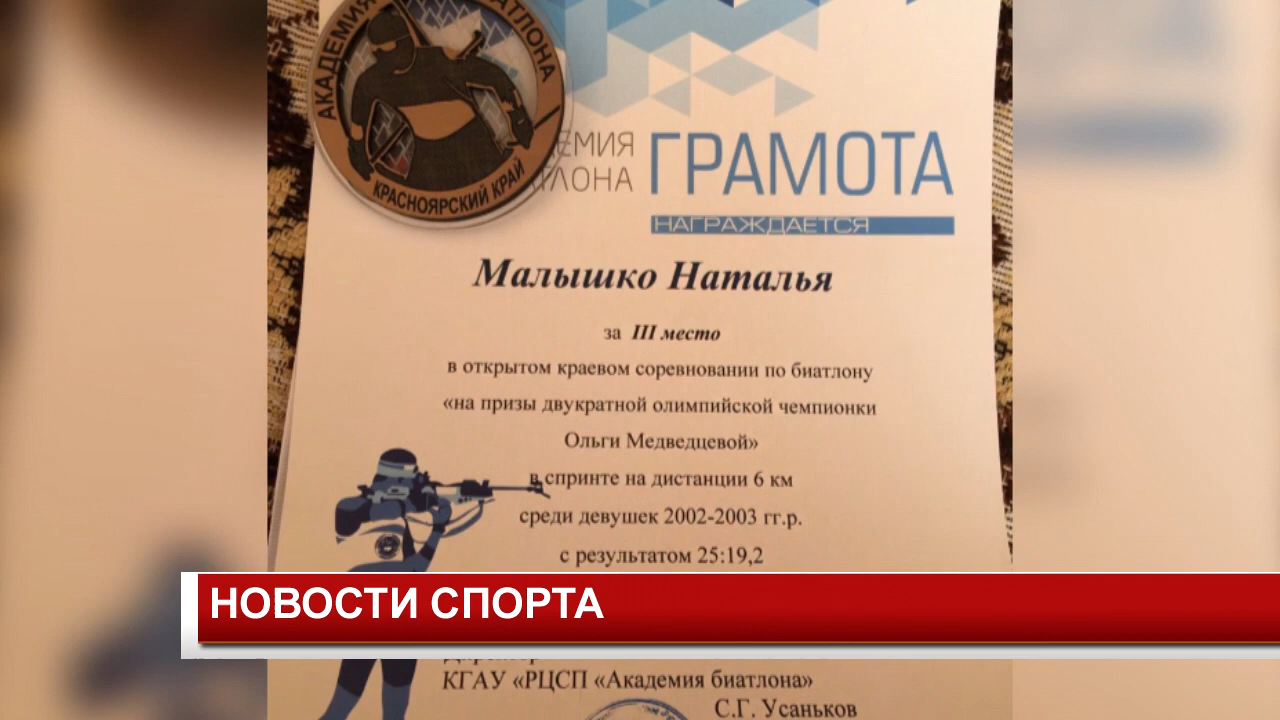 АКАДЕМИЯ БИАТЛОНА
КРАСНОЯРСКИЙ КРАЙ
ГРАМОТА
НАГРАЖДАЕТСЯ
Малышко Наталья
за III место
в открытом краевом соревновании по биатлону
«на призы двукратной олимпийской чемпионки
Ольги Медведцевой»
в спринте на дистанции 6 км
среди девушек 2002-2003 гг.р.
с результатом 25:19,2
НОВОСТИ СПОРТА
Директор
КГАУ «РЦСП «Академия биатлона»
С.Г. Усаньков